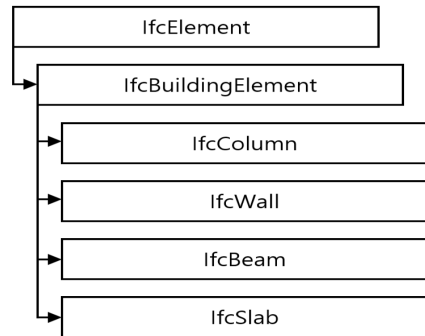 IfcElement
IfcBuildingElement
IfcColumn
IfcWall
IfcBeam
IfcSlab